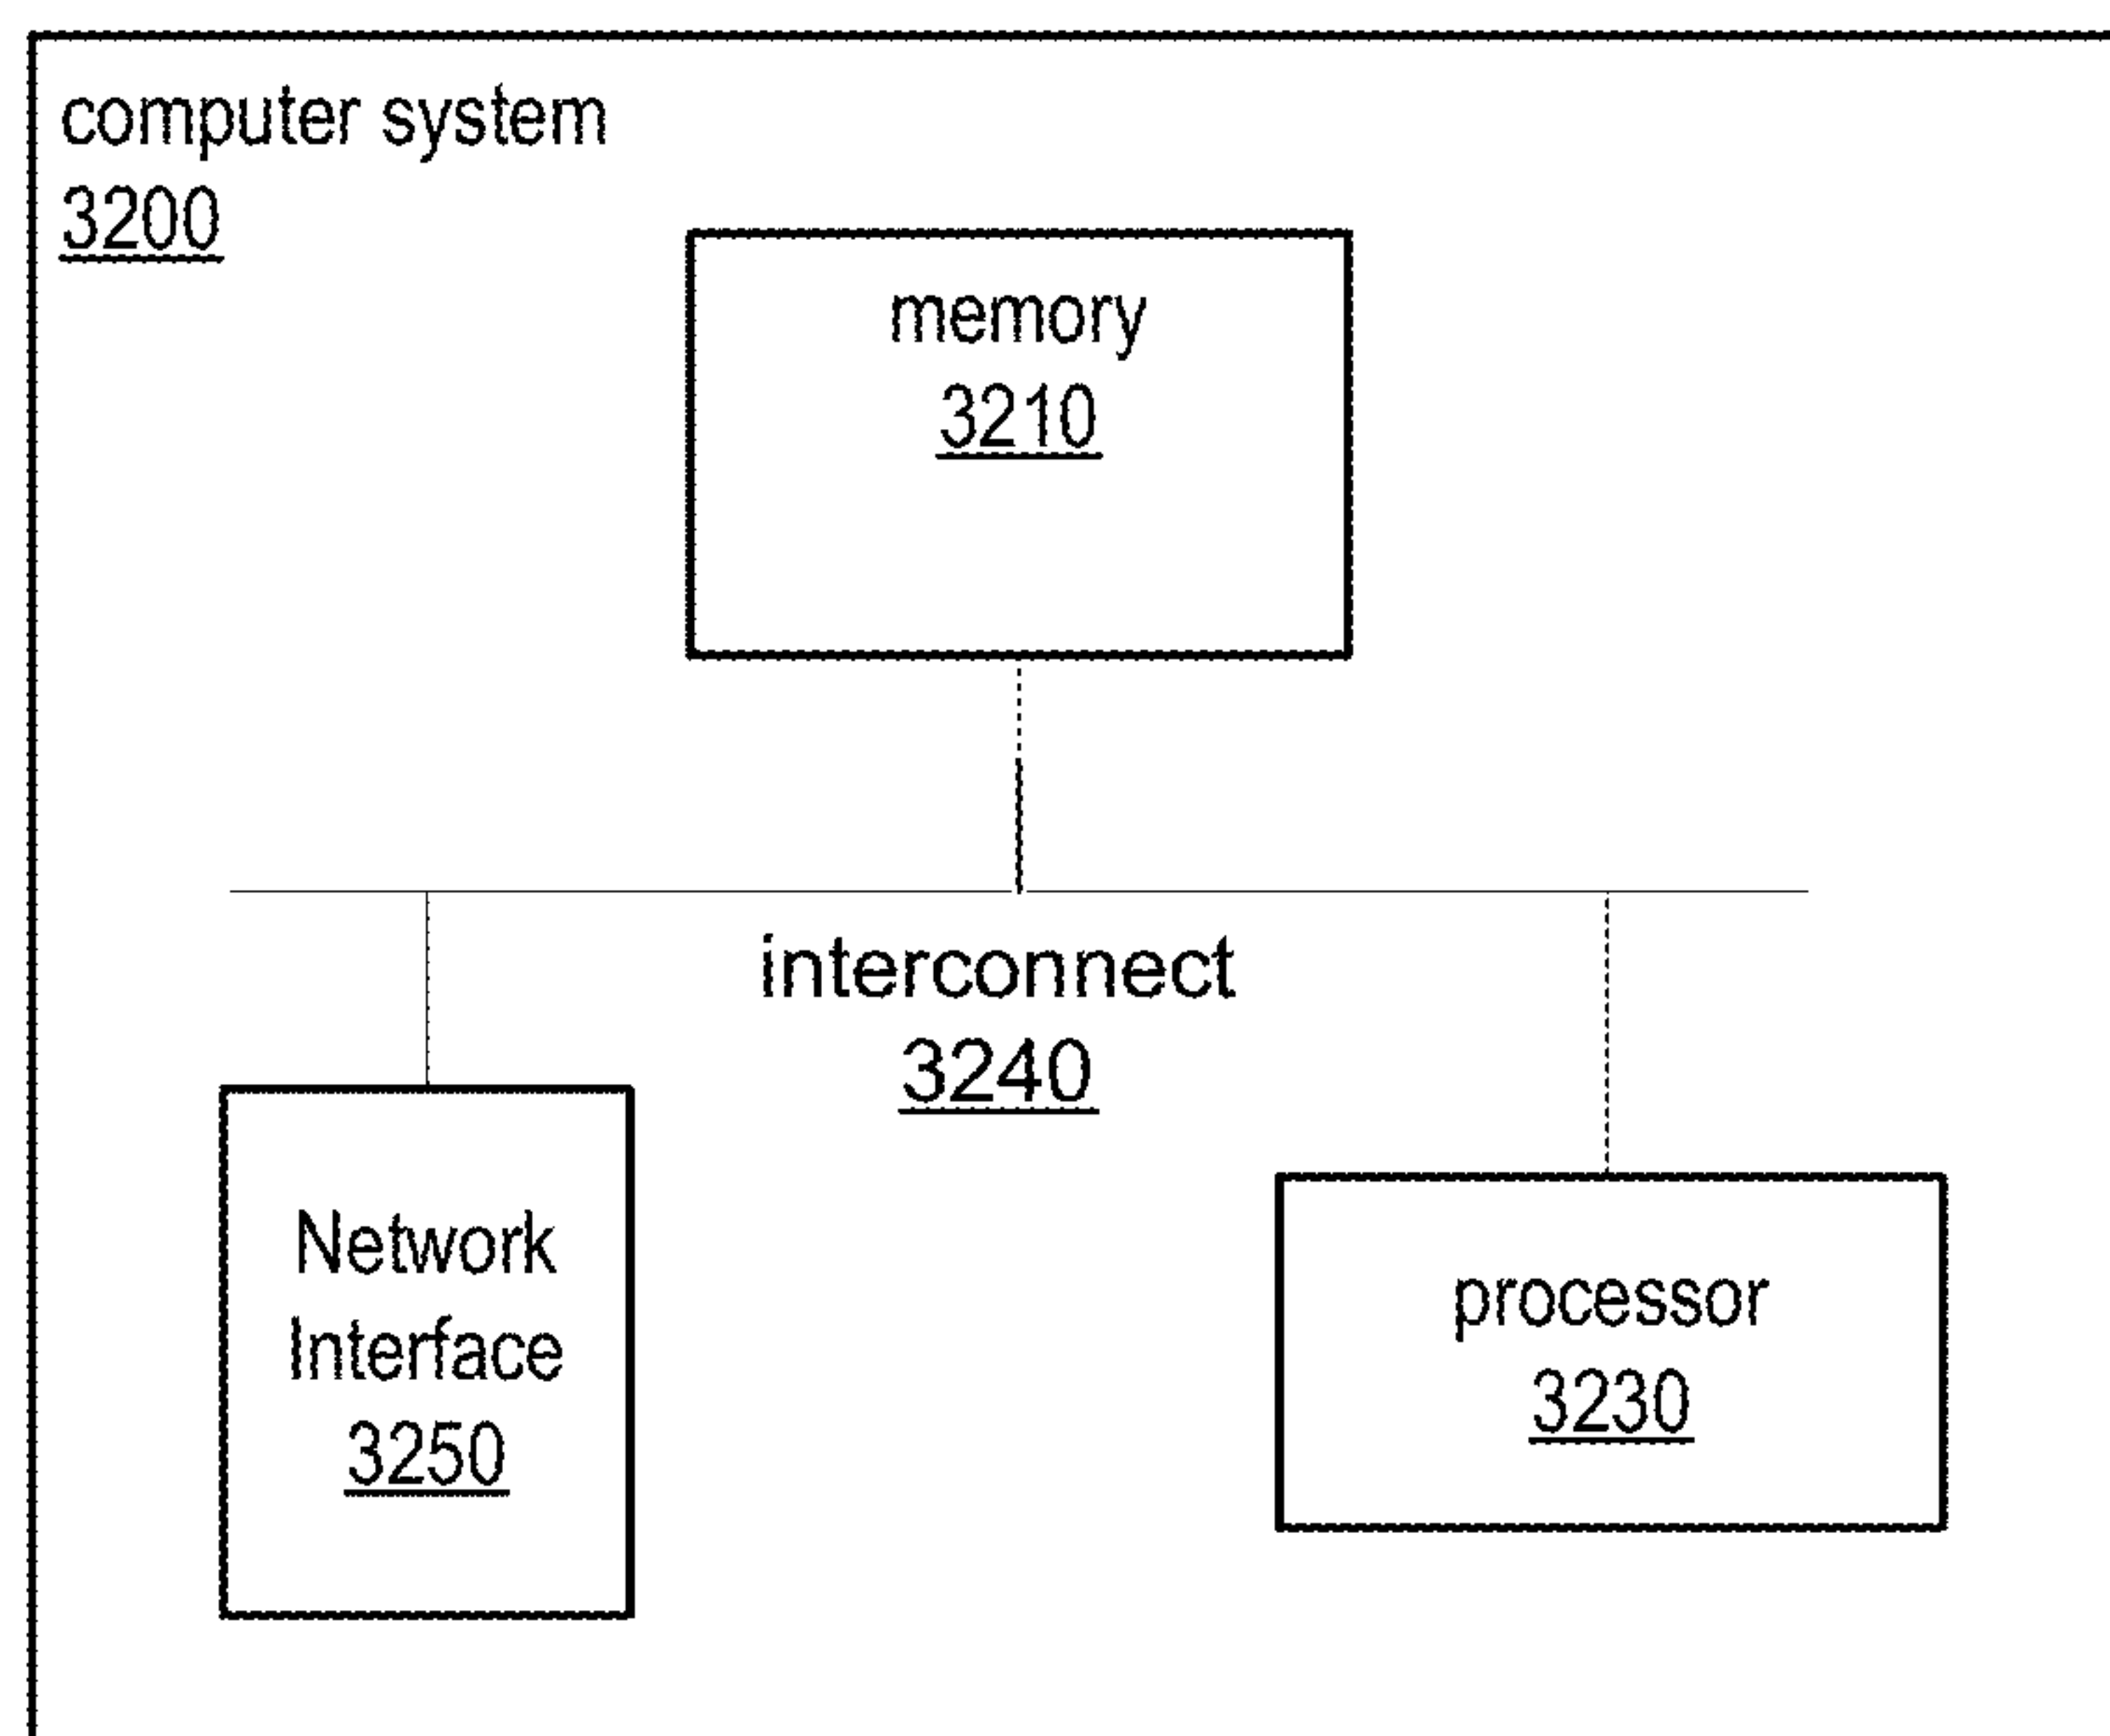 computer system
3200
memory
3210
interconnect
3240
Network
Interface
3250
processor
3230